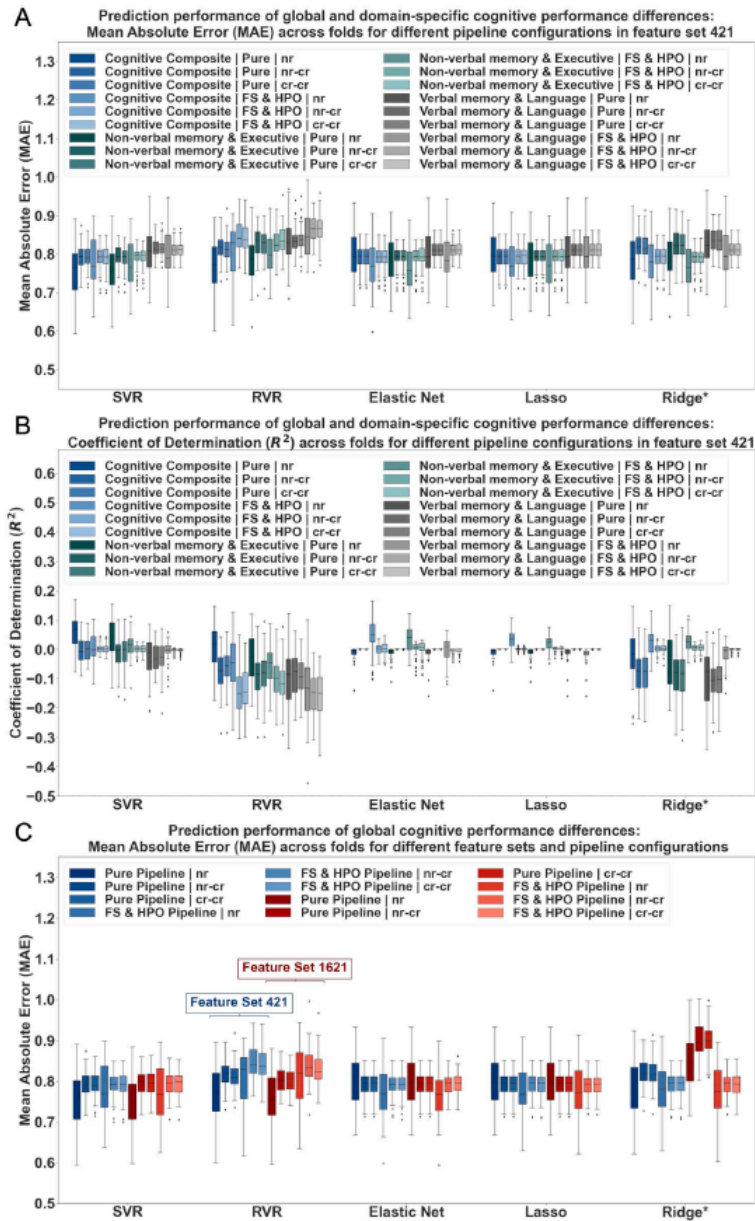 A
Prediction performance of global and domain-specific cognitive performance differences:
Mean Absolute Error (MAE) across folds for different pipeline configurations in feature set 421
Mean Absolute Error (MAE)
1.3
1.2
1.1
1.0
0.9
0.8
0.7
0.6
0.5
Cognitive Composite | Pure | nr
Cognitive Composite | Pure | nr-cr
Cognitive Composite | Pure | cr-cr
Cognitive Composite | FS & HPO | nr
Cognitive Composite | FS & HPO | nr-cr
Cognitive Composite | FS & HPO | cr-cr
Non-verbal memory & Executive | Pure | nr
Non-verbal memory & Executive | Pure | nr-cr
Non-verbal memory & Executive | Pure | cr-cr
Non-verbal memory & Executive | FS & HPO | nr
Non-verbal memory & Executive | FS & HPO | nr-cr
Non-verbal memory & Executive | FS & HPO | cr-cr
Verbal memory & Language | Pure | nr
Verbal memory & Language | Pure | nr-cr
Verbal memory & Language | Pure | cr-cr
Verbal memory & Language | FS & HPO | nr
Verbal memory & Language | FS & HPO | nr-cr
Verbal memory & Language | FS & HPO | cr-cr
SVR RVR Elastic Net Lasso Ridge*
B
Prediction performance of global and domain-specific cognitive performance differences:
Coefficient of Determination (R²) across folds for different pipeline configurations in feature set 421
Coefficient of Determination (R²)
0.6
0.5
0.4
0.3
0.2
0.1
0.0
-0.1
-0.2
-0.3
-0.4
-0.5
Cognitive Composite | Pure | nr
Cognitive Composite | Pure | nr-cr
Cognitive Composite | Pure | cr-cr
Cognitive Composite | FS & HPO | nr
Cognitive Composite | FS & HPO | nr-cr
Cognitive Composite | FS & HPO | cr-cr
Non-verbal memory & Executive | Pure | nr
Non-verbal memory & Executive | Pure | nr-cr
Non-verbal memory & Executive | Pure | cr-cr
Non-verbal memory & Executive | FS & HPO | nr
Non-verbal memory & Executive | FS & HPO | nr-cr
Non-verbal memory & Executive | FS & HPO | cr-cr
Verbal memory & Language | Pure | nr
Verbal memory & Language | Pure | nr-cr
Verbal memory & Language | Pure | cr-cr
Verbal memory & Language | FS & HPO | nr
Verbal memory & Language | FS & HPO | nr-cr
Verbal memory & Language | FS & HPO | cr-cr
SVR RVR Elastic Net Lasso Ridge*
C
Prediction performance of global cognitive performance differences:
Mean Absolute Error (MAE) across folds for different feature sets and pipeline configurations
Mean Absolute Error (MAE)
1.3
1.2
1.1
1.0
0.9
0.8
0.7
0.6
0.5
Pure Pipeline | nr
Pure Pipeline | nr-cr
Pure Pipeline | cr-cr
FS & HPO Pipeline | nr
FS & HPO Pipeline | nr-cr
FS & HPO Pipeline | cr-cr
Pure Pipeline | nr
Pure Pipeline | nr-cr
Pure Pipeline | cr-cr
FS & HPO Pipeline | nr
FS & HPO Pipeline | nr-cr
FS & HPO Pipeline | cr-cr
Feature Set 1621
Feature Set 421
SVR RVR Elastic Net Lasso Ridge*